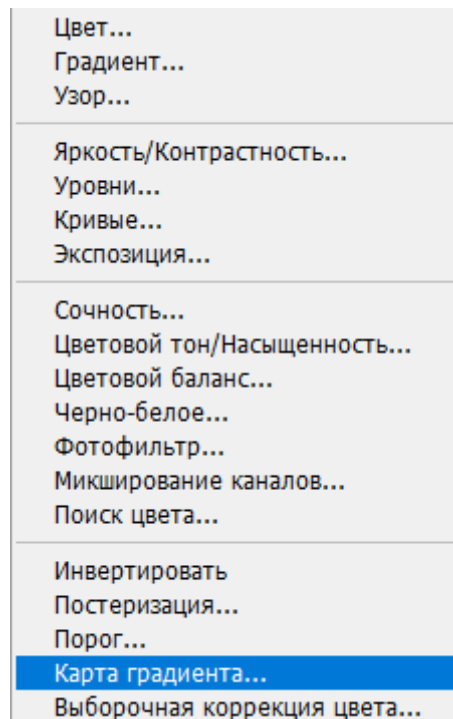 Цвет...
Градиент...
Узор...
Яркость/Контрастность...
Уровни...
Кривые...
Экспозиция...
Сочность...
Цветовой тон/Насыщенность...
Цветовой баланс...
Черно-белое...
Фотофильтр...
Микширование каналов...
Поиск цвета...
Инвертировать
Постеризация...
Порог...
Карта градиента...
Выборочная коррекция цвета...